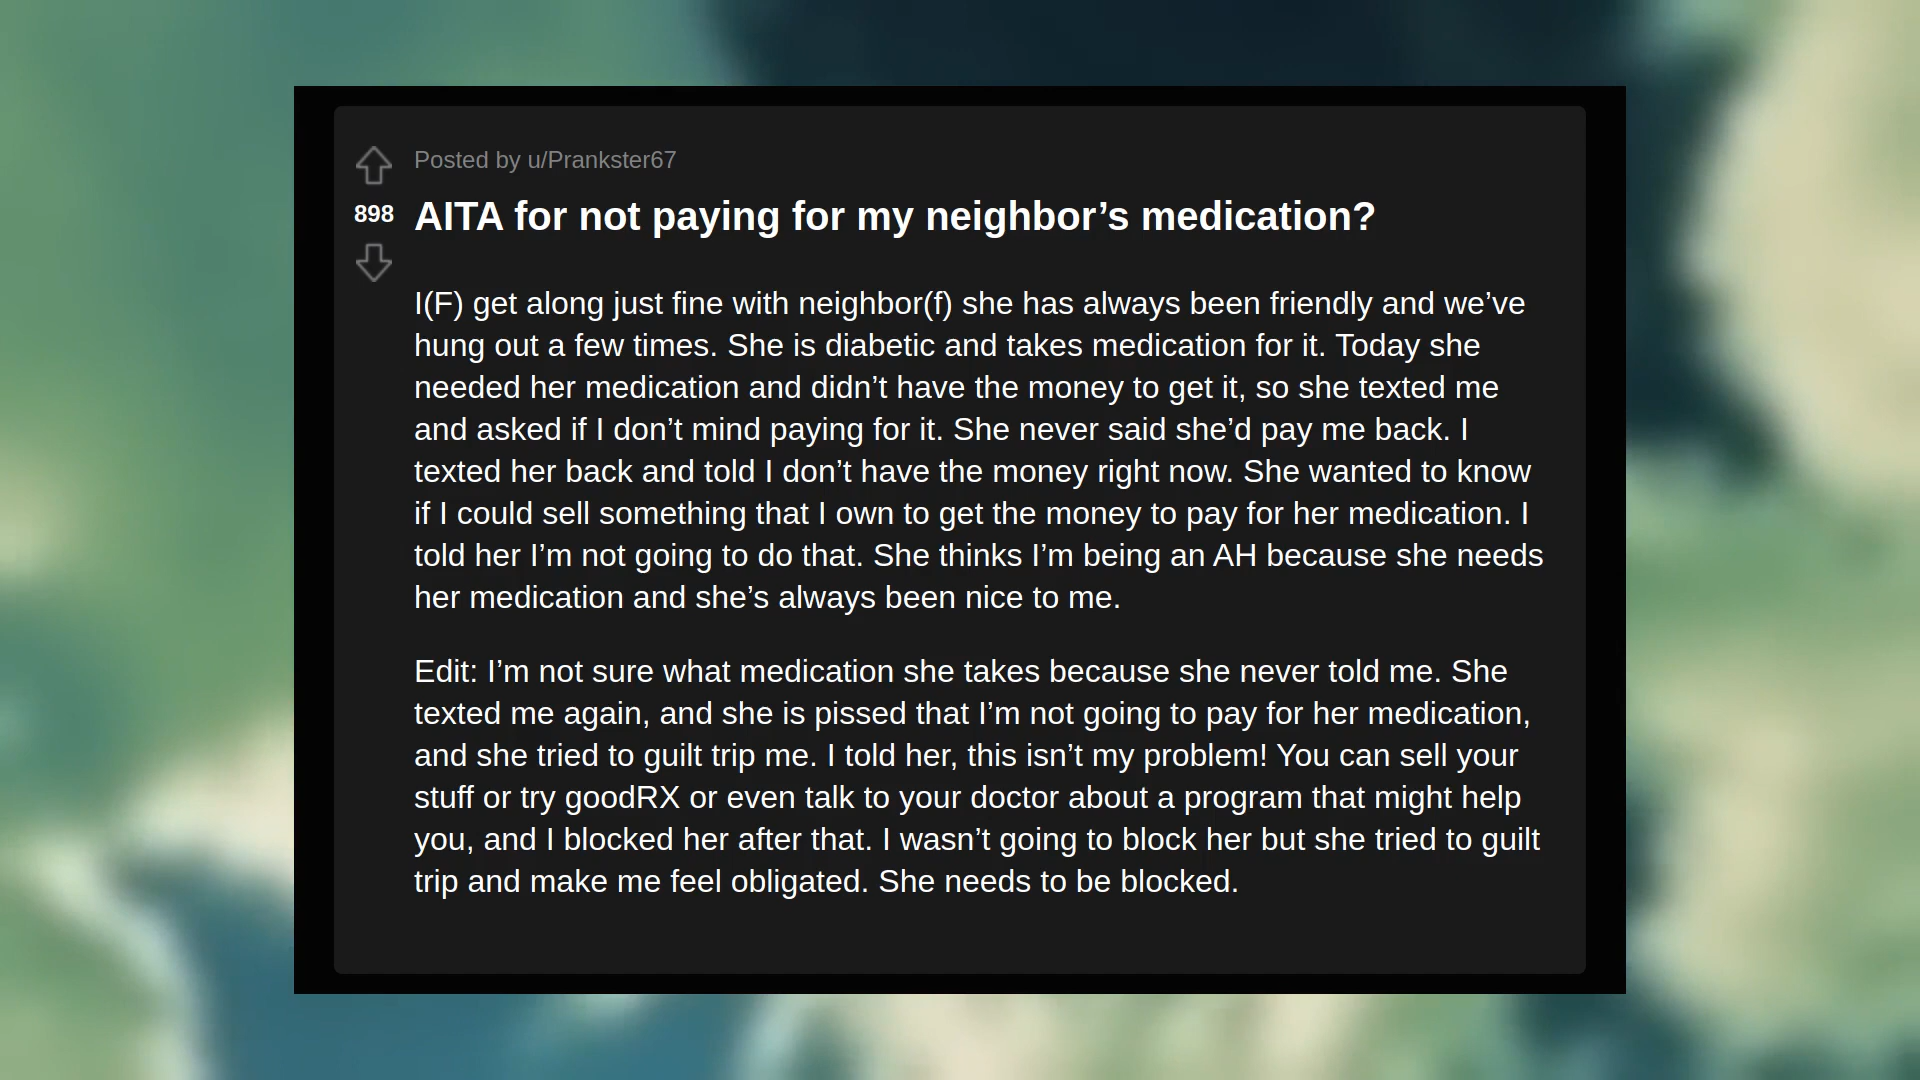 Posted by u/Prankster67
898
AITA for not paying for my neighbor’s medication?
I(F) get along just fine with neighbor(f) she has always been friendly and we’ve
hung out a few times. She is diabetic and takes medication for it. Today she
needed her medication and didn’t have the money to get it, so she texted me
and asked if I don’t mind paying for it. She never said she’d pay me back. I
texted her back and told I don’t have the money right now. She wanted to know
if I could sell something that I own to get the money to pay for her medication. I
told her I’m not going to do that. She thinks I’m being an AH because she needs
her medication and she’s always been nice to me.
Edit: I’m not sure what medication she takes because she never told me. She
texted me again, and she is pissed that I’m not going to pay for her medication,
and she tried to guilt trip me. I told her, this isn’t my problem! You can sell your
stuff or try goodRX or even talk to your doctor about a program that might help
you, and I blocked her after that. I wasn’t going to block her but she tried to guilt
trip and make me feel obligated. She needs to be blocked.